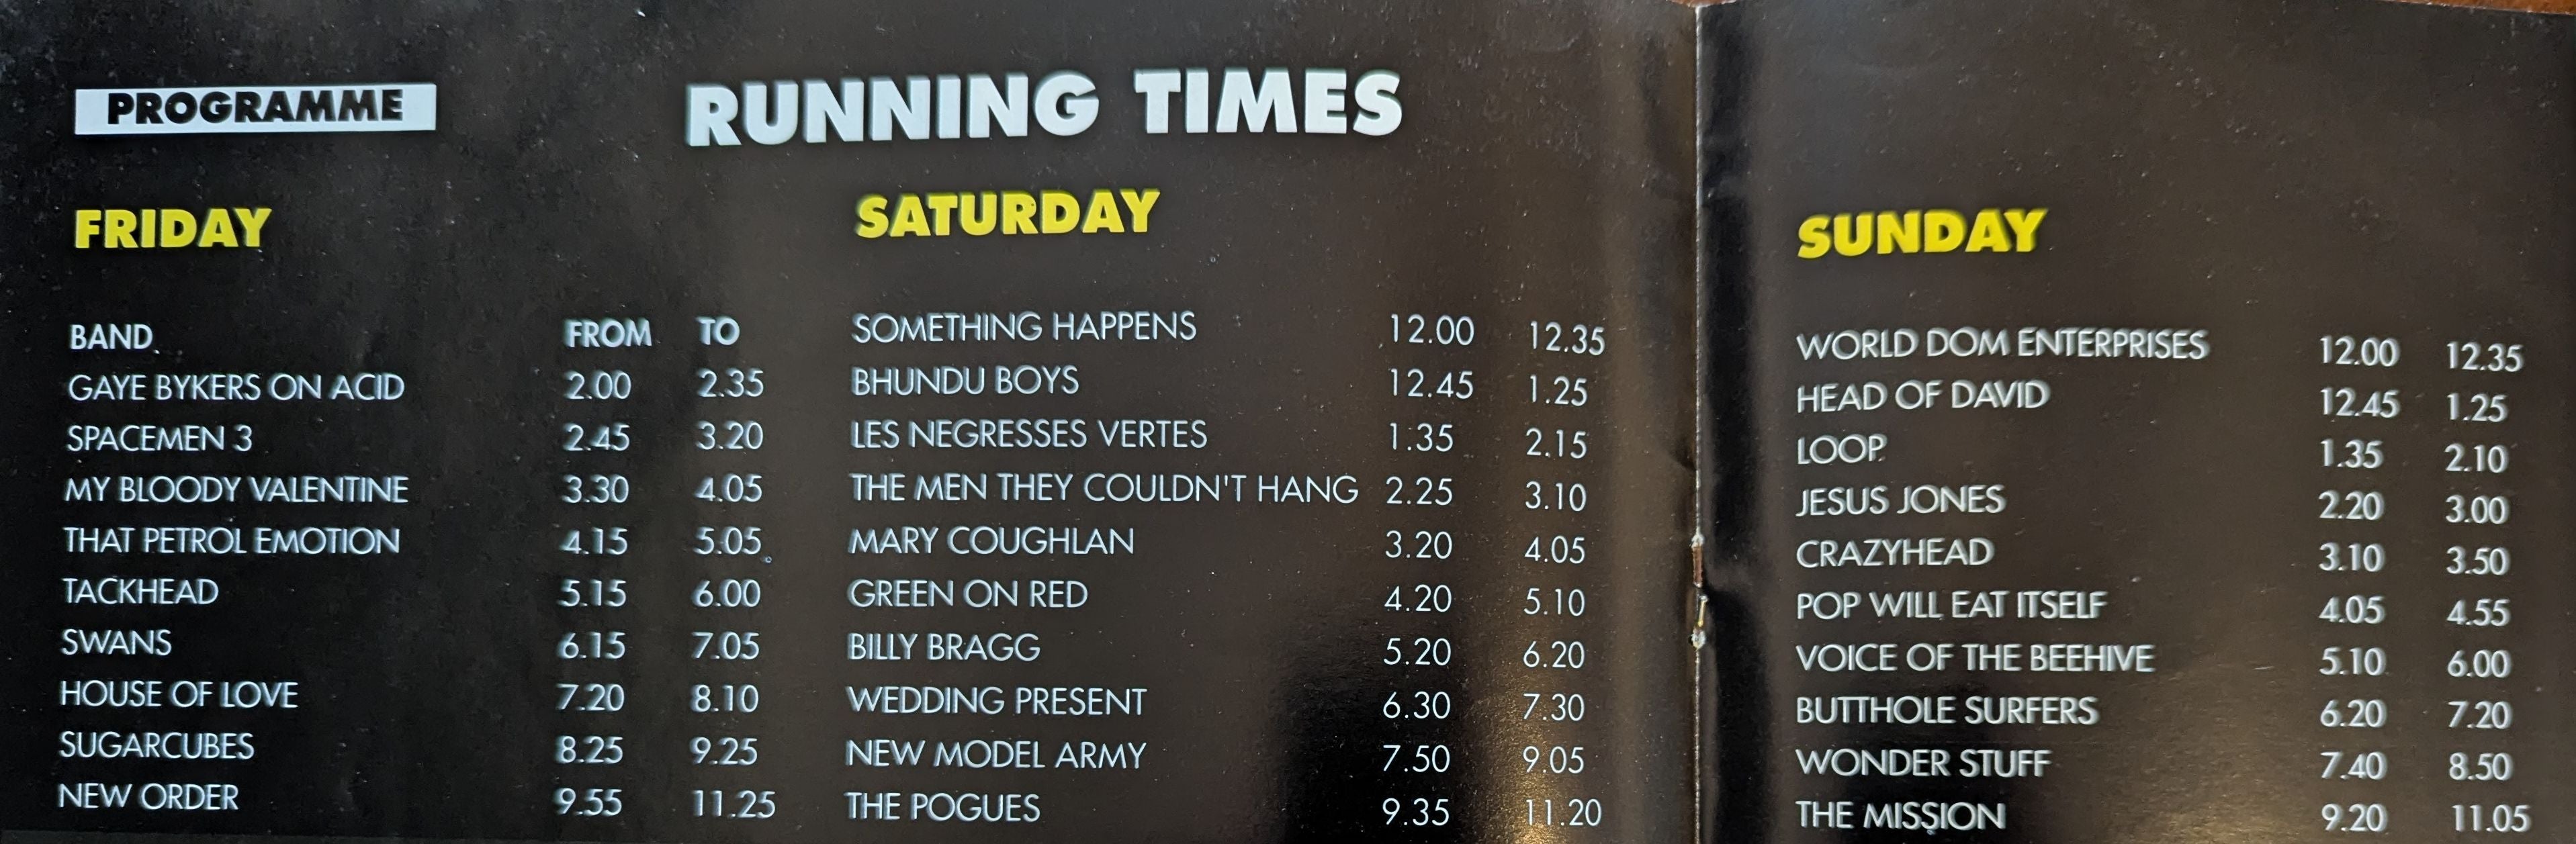 PROGRAMME
RUNNING TIMES
FRIDAY
BAND FROM TO
GAYE BYKERS ON ACID 2.00 2.35
SPACEMEN 3 2.45 3.20
MY BLOODY VALENTINE 3.30 4.05
THAT PETROL EMOTION 4.15 5.05
TACKHEAD 5.15 6.00
SWANS 6.15 7.05
HOUSE OF LOVE 7.20 8.10
SUGARCUBES 8.25 9.25
NEW ORDER 9.55 11.25
SATURDAY
SOMETHING HAPPENS 12.00 12.35
BHUNDU BOYS 12.45 1.25
LES NEGRESSES VERTES 1.35 2.15
THE MEN THEY COULDN'T HANG 2.25 3.10
MARY COUGHLAN 3.20 4.05
GREEN ON RED 4.20 5.10
BILLY BRAGG 5.20 6.20
WEDDING PRESENT 6.30 7.30
NEW MODEL ARMY 7.50 9.05
THE POGUES 9.35 11.20
SUNDAY
WORLD DOM ENTERPRISES 12.00 12.35
HEAD OF DAVID 12.45 1.25
LOOP 1.35 2.10
JESUS JONES 2.20 3.00
CRAZYHEAD 3.10 3.50
POP WILL EAT ITSELF 4.05 4.55
VOICE OF THE BEEHIVE 5.10 6.00
BUTTHOLE SURFERS 6.20 7.20
WONDER STUFF 7.40 8.50
THE MISSION 9.20 11.05